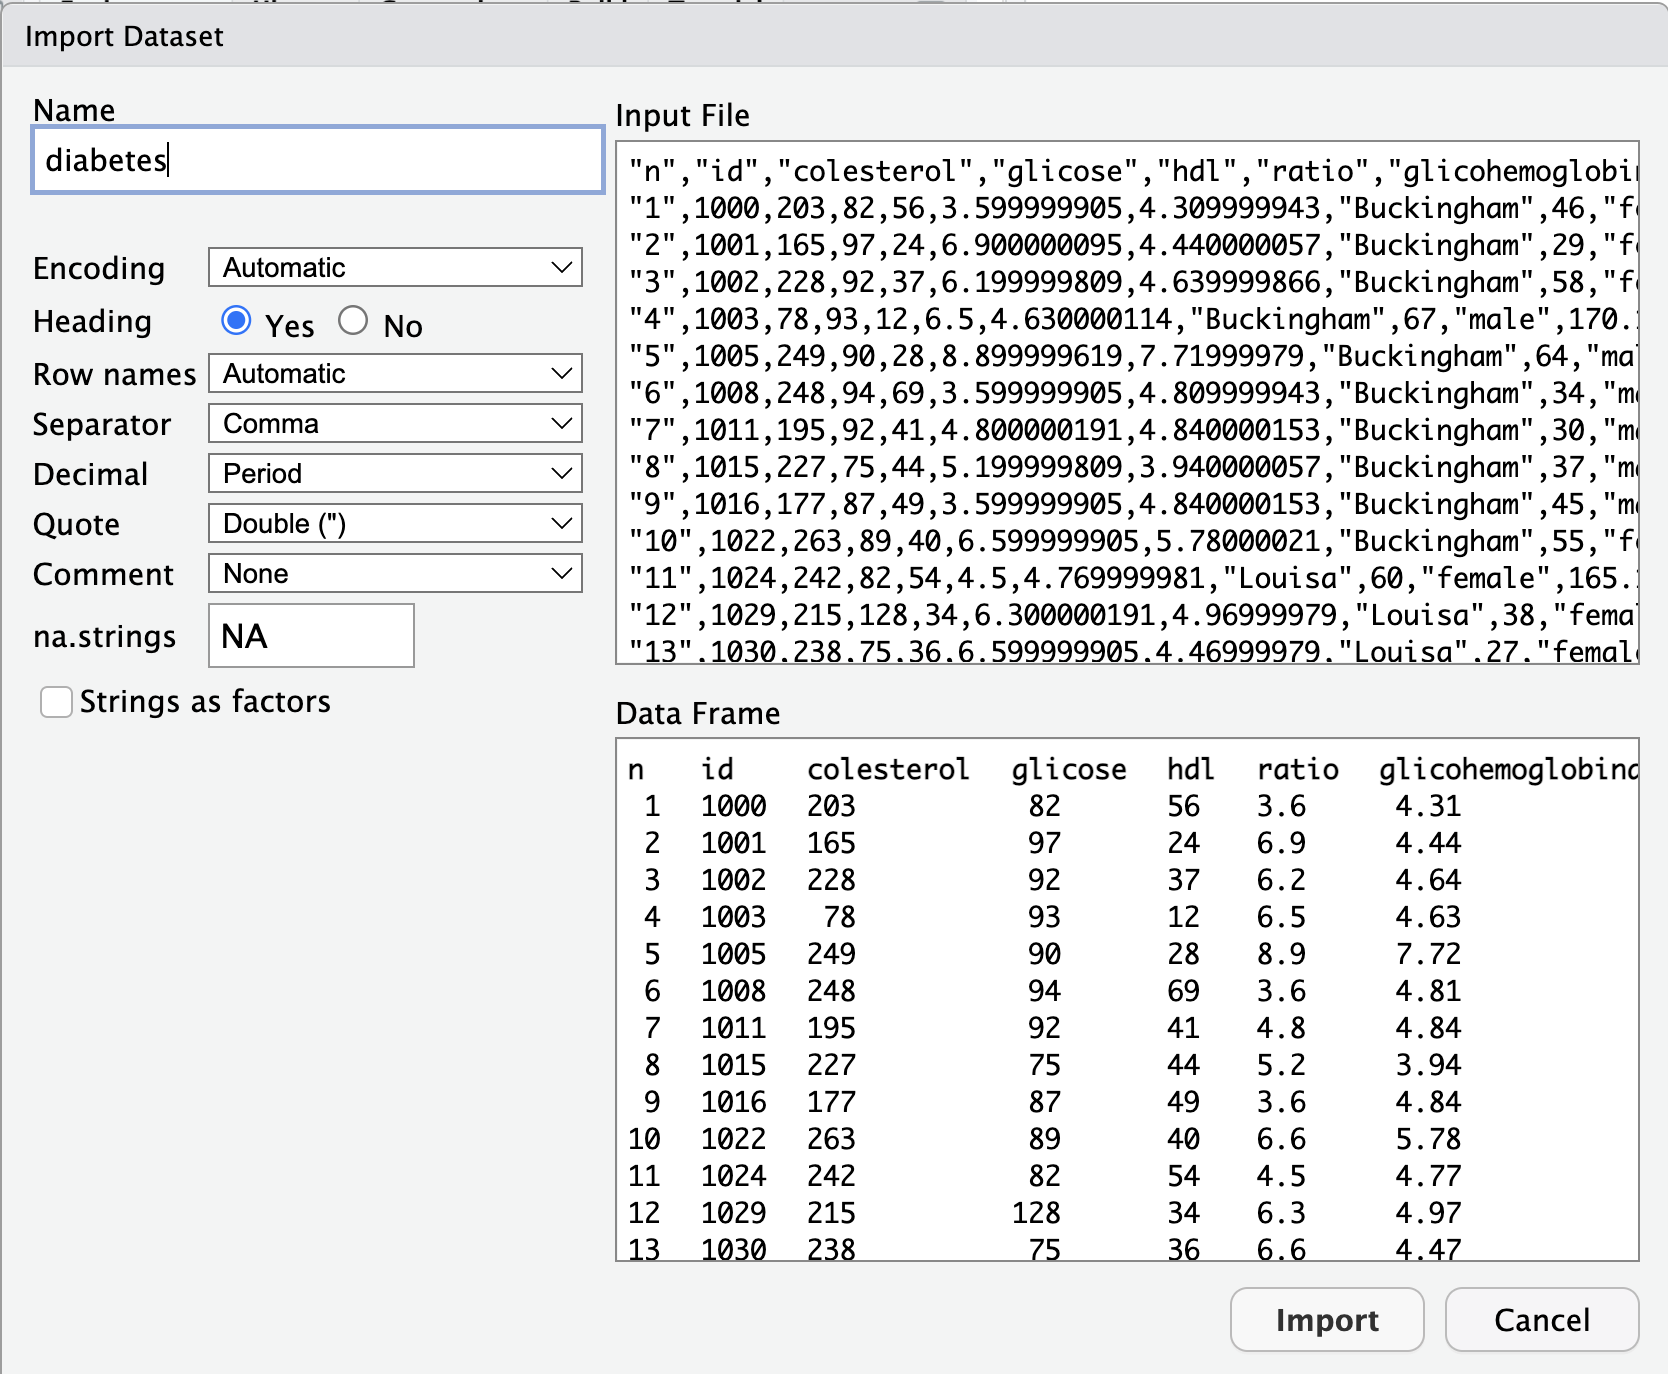 Import Dataset
Name
diabetes
Encoding Automatic
Heading Yes No
Row names Automatic
Separator Comma
Decimal Period
Quote Double (")
Comment None
na.strings NA
Strings as factors
Input File
"n","id","colesterol","glicose","hdl","ratio","glicohemoglobi
"1",1000,203,82,56,3.599999905,4.309999943,"Buckingham",46,"f
"2",1001,165,97,24,6.900000095,4.440000057,"Buckingham",29,"f
"3",1002,228,92,37,6.199999809,4.639999866,"Buckingham",58,"f
"4",1003,78,93,12,6.5,4.630000114,"Buckingham",67,"male",170.
"5",1005,249,90,28,8.899999619,7.71999979,"Buckingham",64,"ma
"6",1008,248,94,69,3.599999905,4.809999943,"Buckingham",34,"m
"7",1011,195,92,41,4.800000191,4.840000153,"Buckingham",30,"m
"8",1015,227,75,44,5.199999809,3.940000057,"Buckingham",37,"m
"9",1016,177,87,49,3.599999905,4.840000153,"Buckingham",45,"m
"10",1022,263,89,40,6.599999905,5.78000021,"Buckingham",55,"f
"11",1024,242,82,54,4.5,4.769999981,"Louisa",60,"female",165.
"12",1029,215,128,34,6.300000191,4.96999979,"Louisa",38,"fema
"13",1030,238,75,36,6.599999905,4.46999979,"Louisa",27,"femal
Data Frame
n id colesterol glicose hdl ratio glicohemoglobina
1 1000 203 82 56 3.6 4.31
2 1001 165 97 24 6.9 4.44
3 1002 228 92 37 6.2 4.64
4 1003 78 93 12 6.5 4.63
5 1005 249 90 28 8.9 7.72
6 1008 248 94 69 3.6 4.81
7 1011 195 92 41 4.8 4.84
8 1015 227 75 44 5.2 3.94
9 1016 177 87 49 3.6 4.84
10 1022 263 89 40 6.6 5.78
11 1024 242 82 54 4.5 4.77
12 1029 215 128 34 6.3 4.97
13 1030 238 75 36 6.6 4.47
Import Cancel